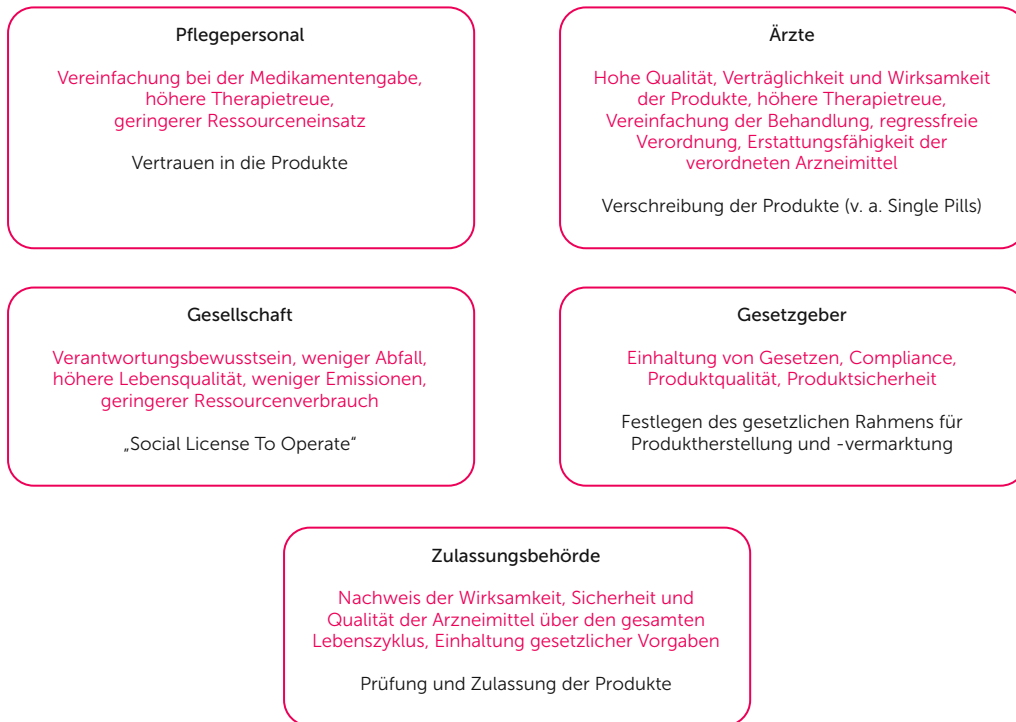 Pflegepersonal
Vereinfachung bei der Medikamentengabe,
höhere Therapietreue,
geringerer Ressourceneinsatz
Vertrauen in die Produkte
Ärzte
Hohe Qualität, Verträglichkeit und Wirksamkeit
der Produkte, höhere Therapietreue,
Vereinfachung der Behandlung, regressfreie
Verordnung, Erstattungsfähigkeit der
verordneten Arzneimittel
Verschreibung der Produkte (v. a. Single Pills)
Gesellschaft
Verantwortungsbewusstsein, weniger Abfall,
höhere Lebensqualität, weniger Emissionen,
geringerer Ressourcenverbrauch
„Social License To Operate“
Gesetzgeber
Einhaltung von Gesetzen, Compliance,
Produktqualität, Produktsicherheit
Festlegen des gesetzlichen Rahmens für
Produktherstellung und -vermarktung
Zulassungsbehörde
Nachweis der Wirksamkeit, Sicherheit und
Qualität der Arzneimittel über den gesamten
Lebenszyklus, Einhaltung gesetzlicher Vorgaben
Prüfung und Zulassung der Produkte